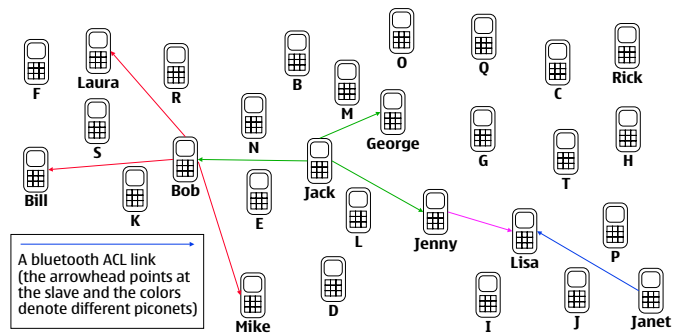 O
Q
B
C
Rick
F
Laura
R
M
George
S
N
G
T
H
Bill
Bob
Jack
K
E
L
Jenny
Lisa
P
A bluetooth ACL link
(the arrowhead points at
the slave and the colors
denote different piconets)
Mike
D
I
J
Janet